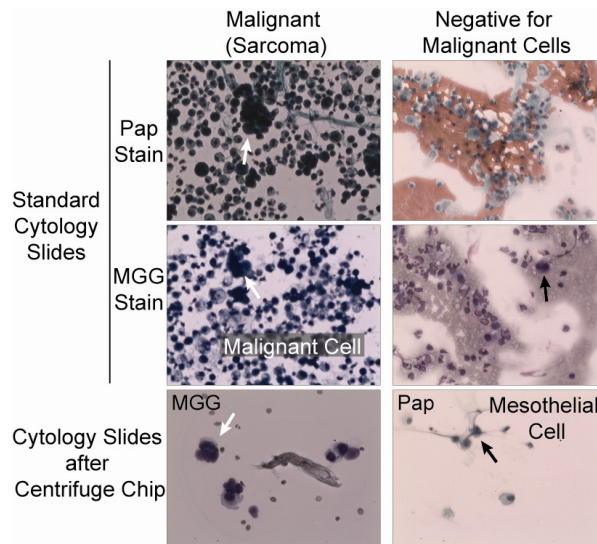 Malignant
(Sarcoma)
Negative for
Malignant Cells
Standard
Cytology
Slides
Pap
Stain
MGG
Stain
Malignant Cell
Cytology Slides
after
Centrifuge Chip
MGG
Pap
Mesothelial
Cell